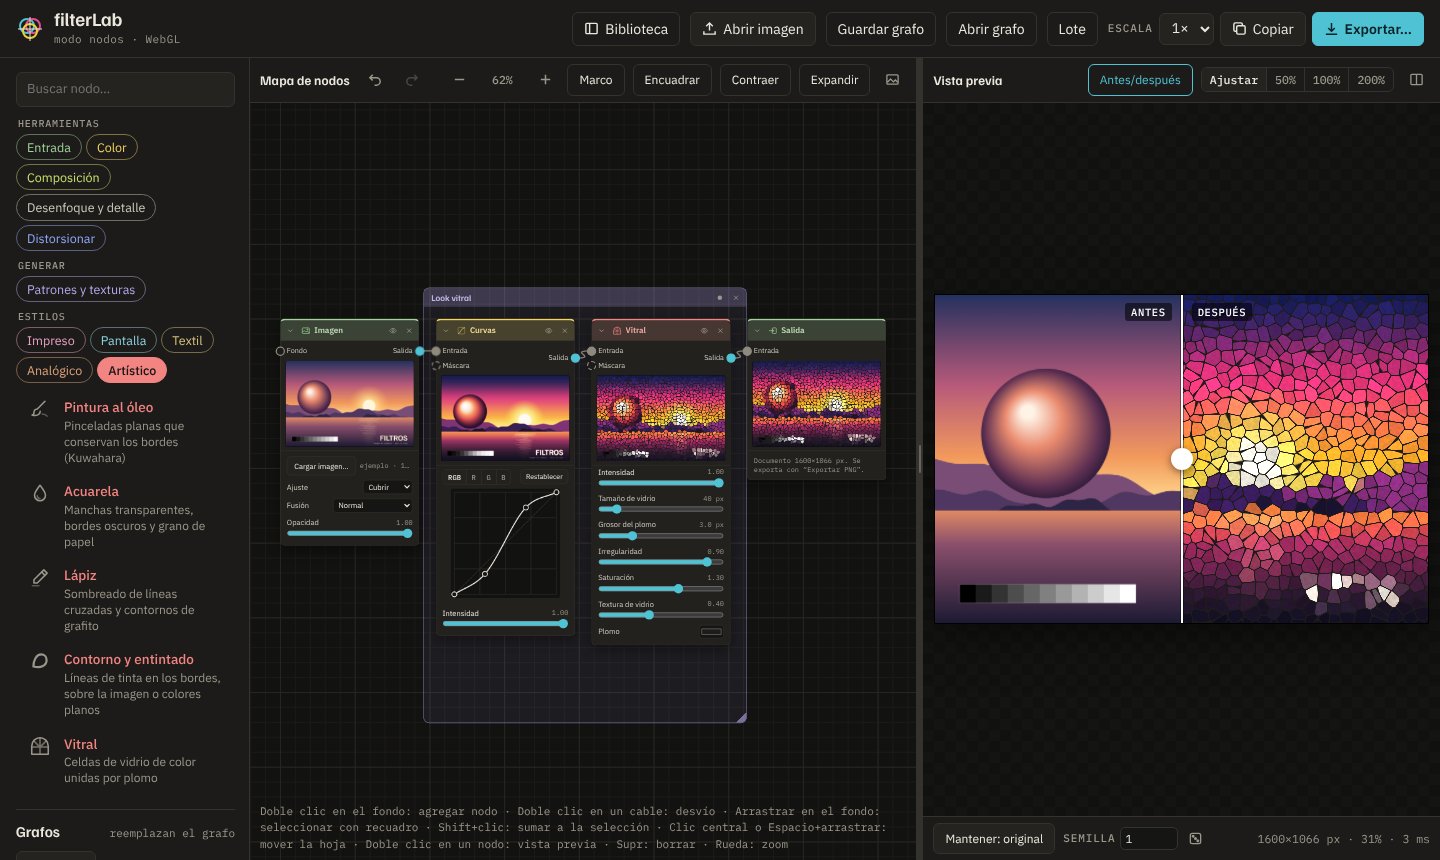 filterLab
modo nodos · WebGL
Biblioteca
Abrir imagen
Guardar grafo
Abrir grafo
Lote
ESCALA
1×
Copiar
Exportar...
Buscar nodo...
HERRAMIENTAS
Entrada
Color
Composición
Desenfoque y detalle
Distorsionar
GENERAR
Patrones y texturas
ESTILOS
Impreso
Pantalla
Textil
Analógico
Artístico
Pintura al óleo
Pinceladas planas que
conservan los bordes
(Kuwahara)
Acuarela
Manchas transparentes,
bordes oscuros y grano de
papel
Lápiz
Sombreado de líneas
cruzadas y contornos de
grafito
Contorno y entintado
Líneas de tinta en los bordes,
sobre la imagen o colores
planos
Vitral
Celdas de vidrio de color
unidas por plomo
Grafos
reemplazan el grafo
Mapa de nodos
62%
Marco
Encuadrar
Contraer
Expandir
Look vitral
Imagen
Fondo
Salida
FILTROS
Cargar imagen...
ejemplo · 1...
Ajuste
Cubrir
Fusión
Normal
Opacidad
1.00
Curvas
Entrada
Salida
Máscara
FILTROS
RGB
R
G
B
Restablecer
Intensidad
1.00
Vitral
Entrada
Salida
Máscara
Intensidad
1.00
Tamaño de vidrio
40 px
Grosor del plomo
3.0 px
Irregularidad
0.90
Saturación
1.30
Textura de vidrio
0.40
Plomo
Salida
Entrada
Documento 1600×1066 px. Se
exporta con "Exportar PNG".
Doble clic en el fondo: agregar nodo · Doble clic en un cable: desvío · Arrastrar en el fondo:
seleccionar con recuadro · Shift+clic: sumar a la selección · Clic central o Espacio+arrastrar:
mover la hoja · Doble clic en un nodo: vista previa · Supr: borrar · Rueda: zoom
Vista previa
Antes/después
Ajustar
50%
100%
200%
ANTES
DESPUÉS
Mantener: original
SEMILLA
1
1600×1066 px · 31% · 3 ms